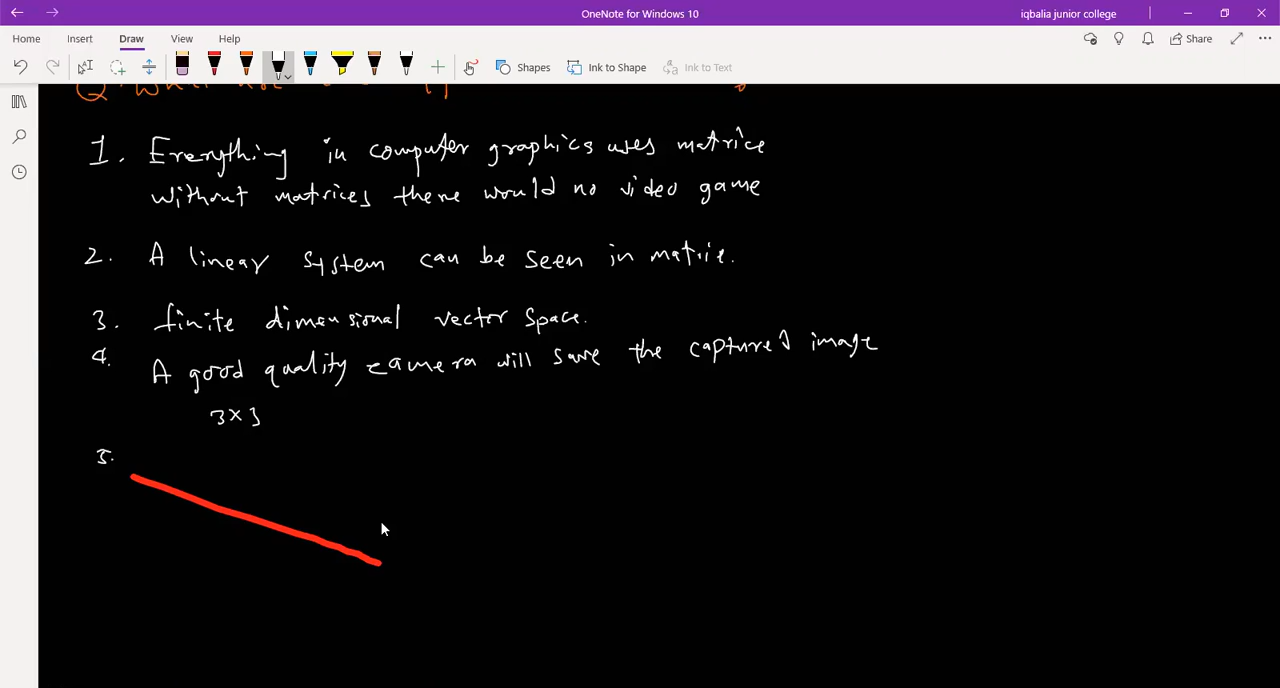 OneNote for Windows 10
iqbalia junior college
Home Insert Draw View Help
Share
Shapes
Ink to Shape
Ink to Text
Q.
1. Everything in computer graphics uses matrice
without matrices there would no video game
2. A linear system can be seen in matrie.
3. finite dimensional vector space.
4. A good quality camera will save the captured image
3×3
5.